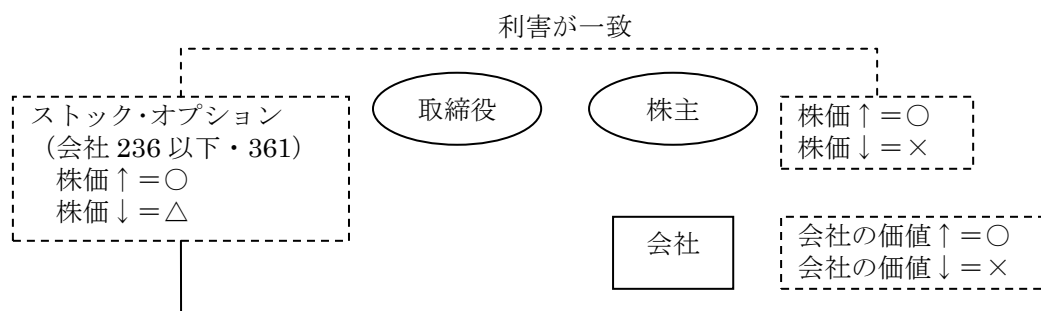 利害が一致
ストック・オプション
（会社 236 以下・361）
株価↑＝○
株価↓＝△
取締役
株主
株価↑＝○
株価↓＝×
会社
会社の価値↑＝○
会社の価値↓＝×